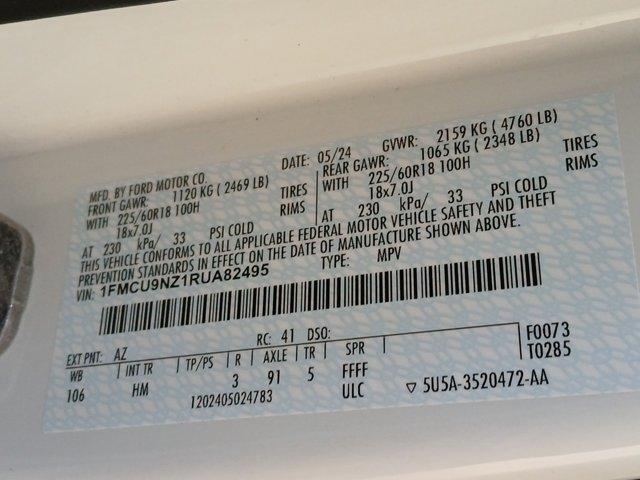 MFD. BY FORD MOTOR CO. DATE: 05/24 GVWR: 2159 KG ( 4760 LB)
FRONT GAWR: 1120 KG ( 2469 LB) REAR GAWR: 1065 KG ( 2348 LB)
WITH 225/60R18 100H TIRES WITH 225/60R18 100H TIRES
18x7.0J RIMS 18x7.0J RIMS
AT 230 kPa/ 33 PSI COLD AT 230 kPa/ 33 PSI COLD
THIS VEHICLE CONFORMS TO ALL APPLICABLE FEDERAL MOTOR VEHICLE SAFETY AND THEFT
PREVENTION STANDARDS IN EFFECT ON THE DATE OF MANUFACTURE SHOWN ABOVE.
VIN: 1FMCU9NZ1RUA82495 TYPE: MPV
EXT PNT: AZ RC: 41 DSO: F0073
WB INT TR TP/PS R AXLE TR SPR T0285
106 HM 3 91 5 FFFF
1202405024783 ULC ▽ 5U5A-3520472-AA